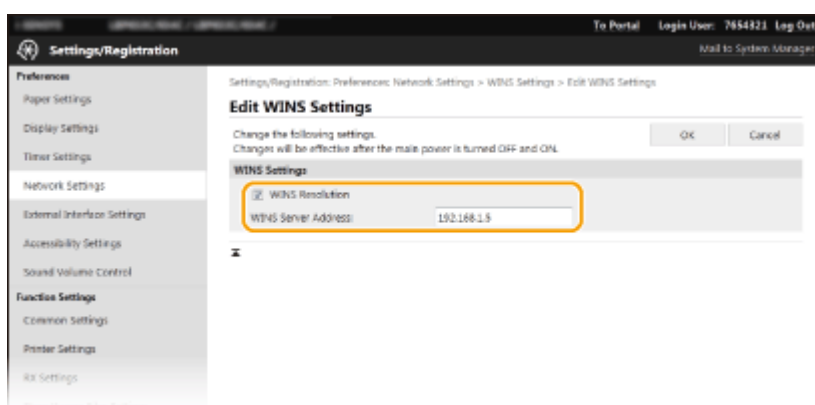 To Portal Login User: 7654321 Log Out
Settings/Registration
Mail to System Manager
Preferences
Paper Settings
Display Settings
Timer Settings
Network Settings
External Interface Settings
Accessibility Settings
Sound Volume Control
Function Settings
Common Settings
Printer Settings
RX Settings
Settings/Registration: Preferences: Network Settings > WINS Settings > Edit WINS Settings
Edit WINS Settings
Change the following settings.
Changes will be effective after the main power is turned OFF and ON.
OK Cancel
WINS Settings
WINS Resolution
WINS Server Address: 192.168.1.5